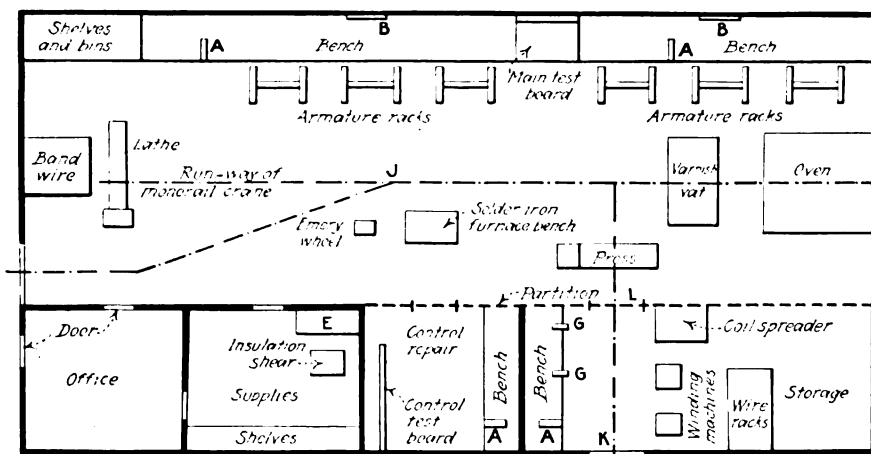 Shelves
and bins
A
Bench
B
Main test
board
A
B
Bench
Armature racks
Armature racks
Band
wire
Lathe
Run-way of
monorail crane
J
Varnish
vat
Oven
Emery
wheel
Solder iron
furnace bench
Press
Partition
L
Door
Office
E
Insulation
shear
Supplies
Shelves
Control
repair
Control
test
board
Bench
A
Bench
A
G
G
K
Coil spreader
Winding
machines
Wire
racks
Storage